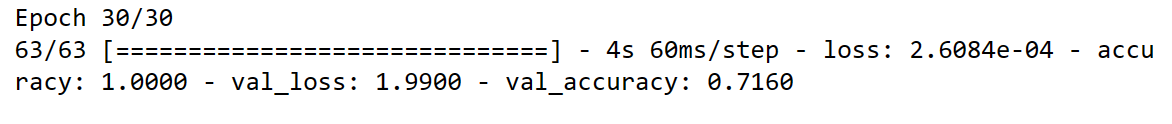 Epoch 30/30
63/63 [==============================] - 4s 60ms/step - loss: 2.6084e-04 - accu
racy: 1.0000 - val_loss: 1.9900 - val_accuracy: 0.7160